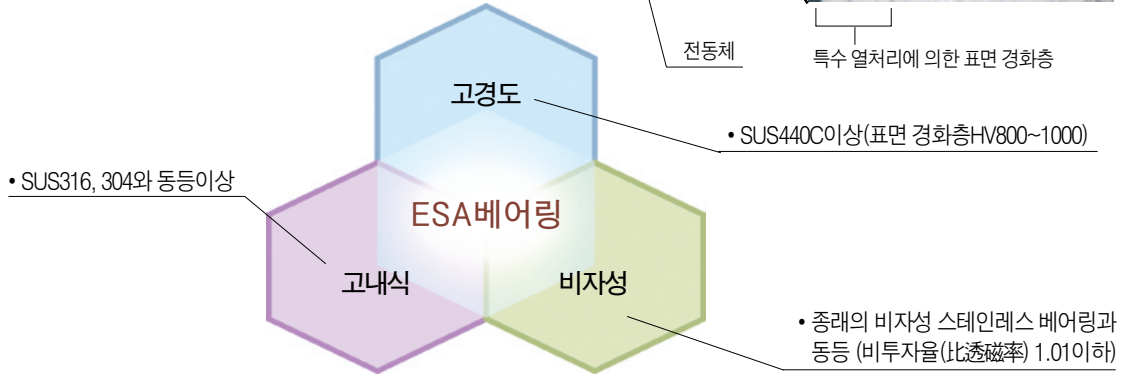 전동체
특수 열처리에 의한 표면 경화층
고경도
• SUS440C이상(표면 경화층HV800~1000)
• SUS316, 304와 동등이상
ESA베어링
고내식
비자성
• 종래의 비자성 스테인레스 베어링과
동등 (비투자율(比透磁率) 1.01이하)